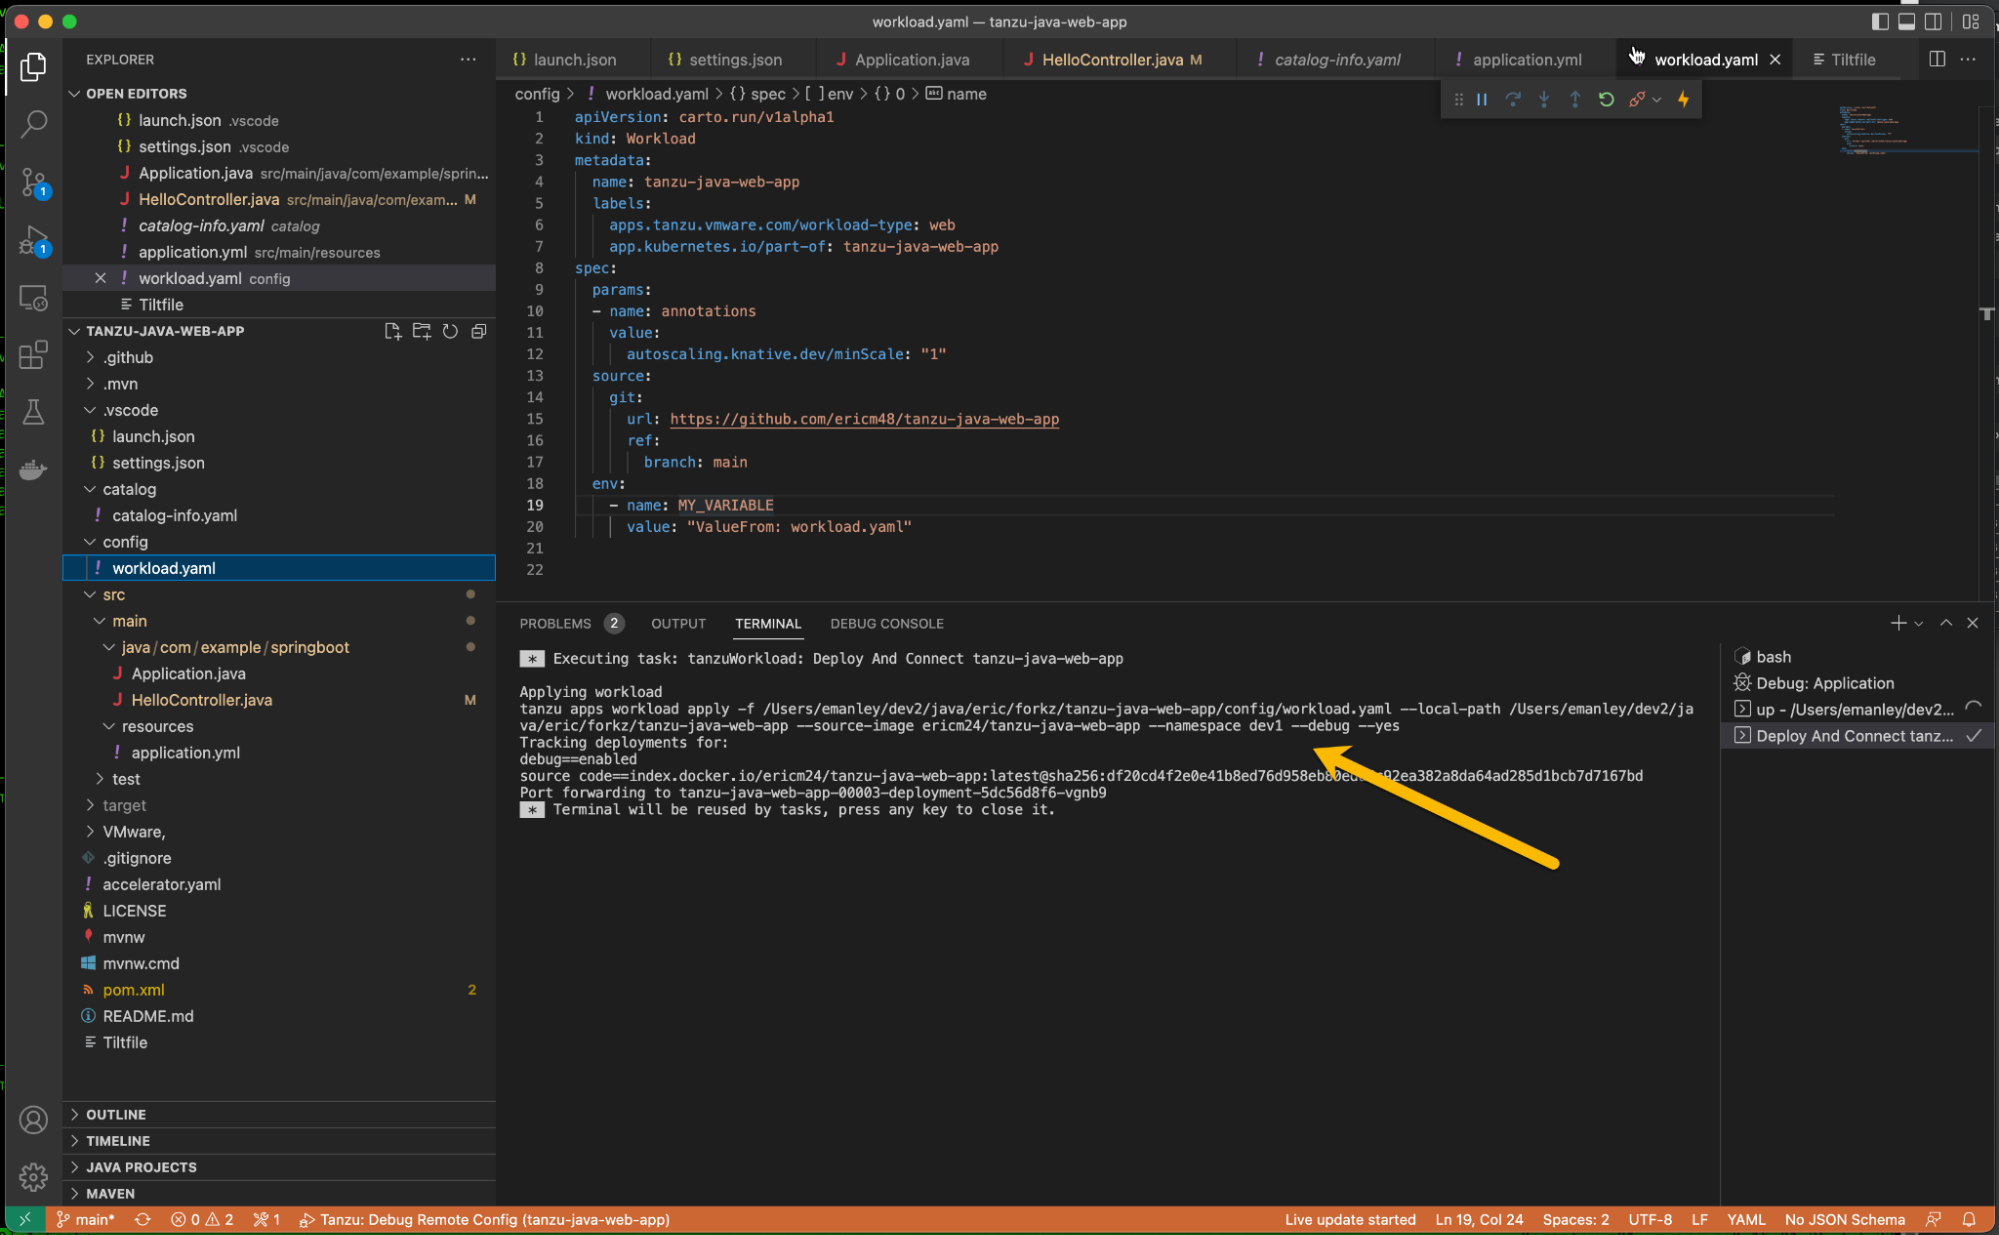 workload.yaml — tanzu-java-web-app
EXPLORER
OPEN EDITORS
{} launch.json .vscode
{} settings.json .vscode
J Application.java src/main/java/com/example/sprin...
J HelloController.java src/main/java/com/exam... M
! catalog-info.yaml catalog
! application.yml src/main/resources
! workload.yaml config
Tiltfile
TANZU-JAVA-WEB-APP
.github
.mvn
.vscode
{} launch.json
{} settings.json
catalog
! catalog-info.yaml
config
! workload.yaml
src
main
java / com / example / springboot
J Application.java
J HelloController.java M
resources
! application.yml
test
target
VMware,
.gitignore
! accelerator.yaml
LICENSE
mvnw
mvnw.cmd
pom.xml 2
README.md
Tiltfile
OUTLINE
TIMELINE
JAVA PROJECTS
MAVEN
1
1
{} launch.json
{} settings.json
J Application.java
J HelloController.java M
! catalog-info.yaml
! application.yml
workload.yaml
Tiltfile
config > ! workload.yaml > {} spec > [ ] env > {} 0 > abc name
1 apiVersion: carto.run/v1alpha1
2 kind: Workload
3 metadata:
4 name: tanzu-java-web-app
5 labels:
6 apps.tanzu.vmware.com/workload-type: web
7 app.kubernetes.io/part-of: tanzu-java-web-app
8 spec:
9 params:
10 - name: annotations
11 value:
12 autoscaling.knative.dev/minScale: "1"
13 source:
14 git:
15 url: https://github.com/ericm48/tanzu-java-web-app
16 ref:
17 branch: main
18 env:
19 - name: MY_VARIABLE
20 value: "ValueFrom: workload.yaml"
21
22
PROBLEMS 2 OUTPUT TERMINAL DEBUG CONSOLE
* Executing task: tanzuWorkload: Deploy And Connect tanzu-java-web-app
Applying workload
tanzu apps workload apply -f /Users/emanley/dev2/java/eric/forkz/tanzu-java-web-app/config/workload.yaml --local-path /Users/emanley/dev2/ja
va/eric/forkz/tanzu-java-web-app --source-image ericm24/tanzu-java-web-app --namespace dev1 --debug --yes
Tracking deployments for:
debug==enabled
source code==index.docker.io/ericm24/tanzu-java-web-app:latest@sha256:
Port forwarding to tanzu-java-web-app-00003-deployment-5dc56d8f6-vgnb9
* Terminal will be reused by tasks, press any key to close it.
bash
Debug: Application
up - /Users/emanley/dev2...
Deploy And Connect tanz...
main* 0 2 1 Tanzu: Debug Remote Config (tanzu-java-web-app)
Live update started Ln 19, Col 24 Spaces: 2 UTF-8 LF YAML No JSON Schema